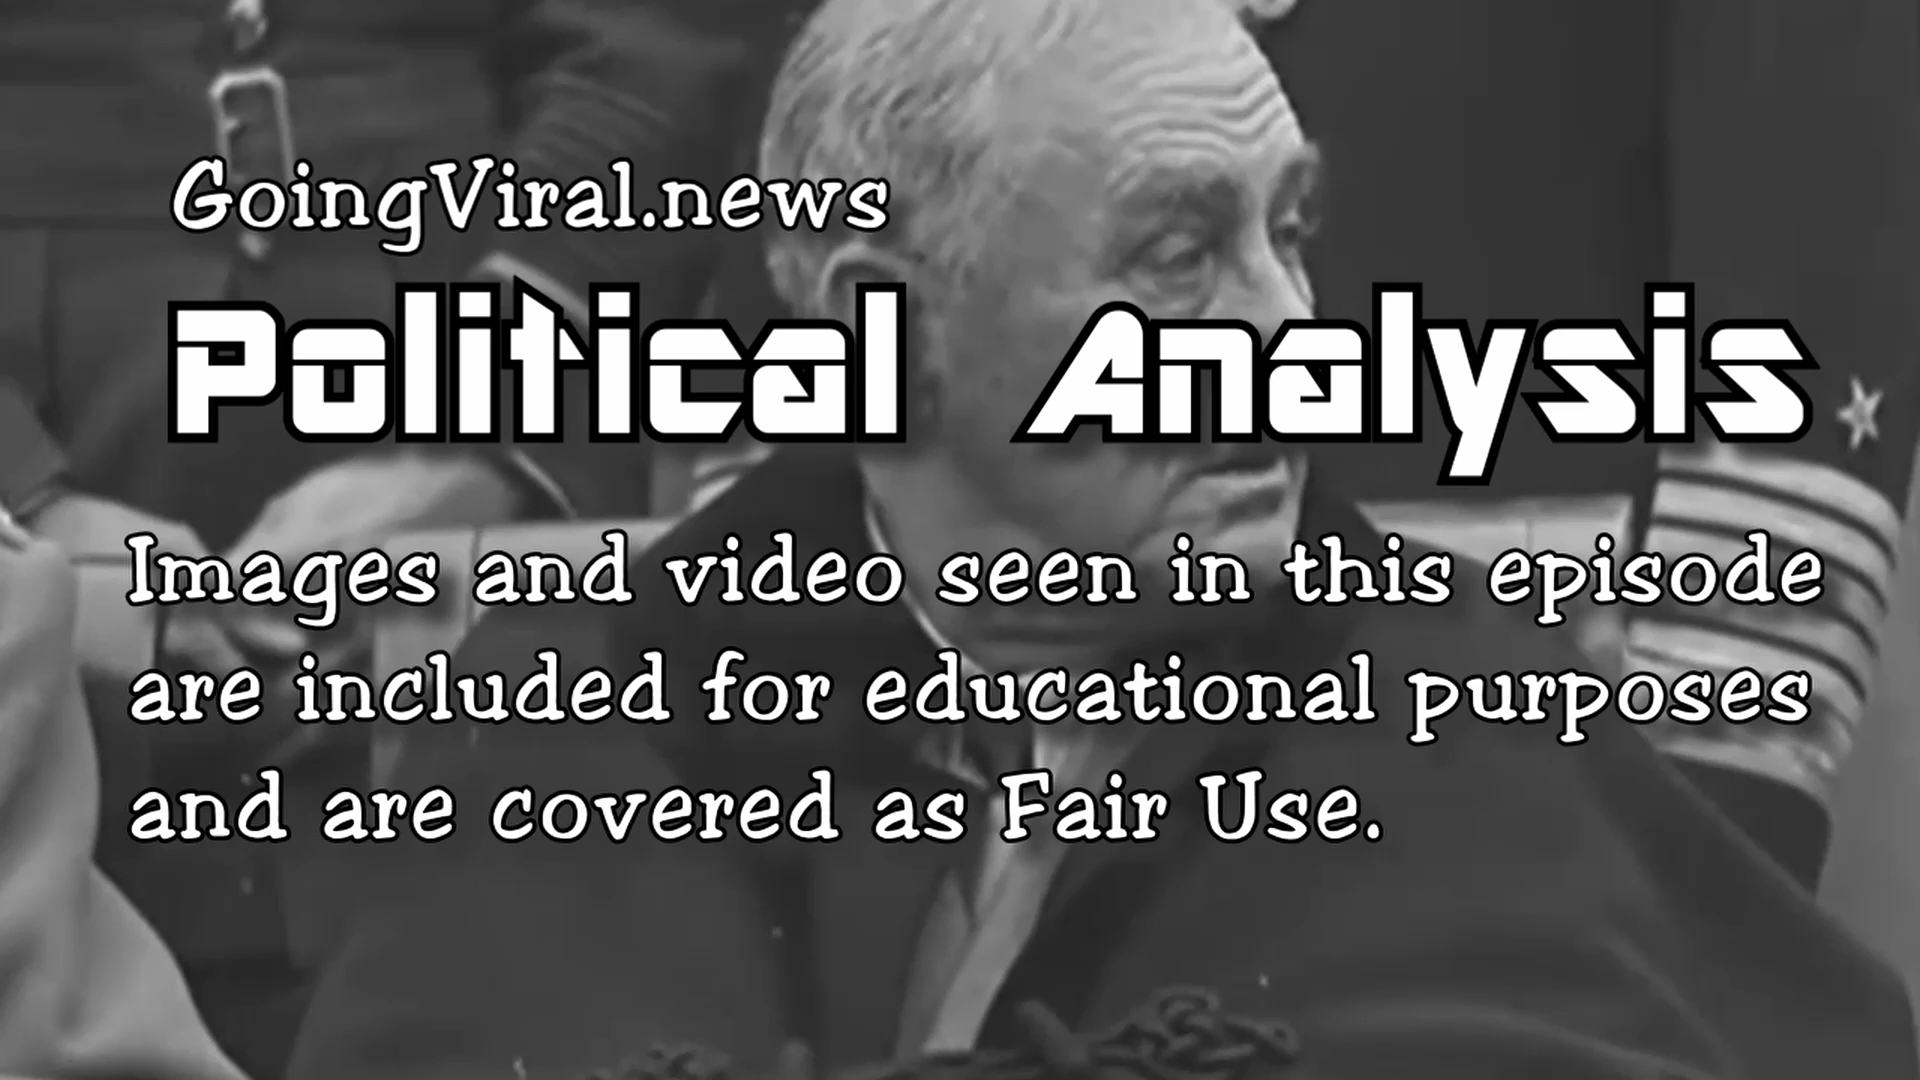 GoingViral.news
Political Analysis
Images and video seen in this episode
are included for educational purposes
and are covered as Fair Use.